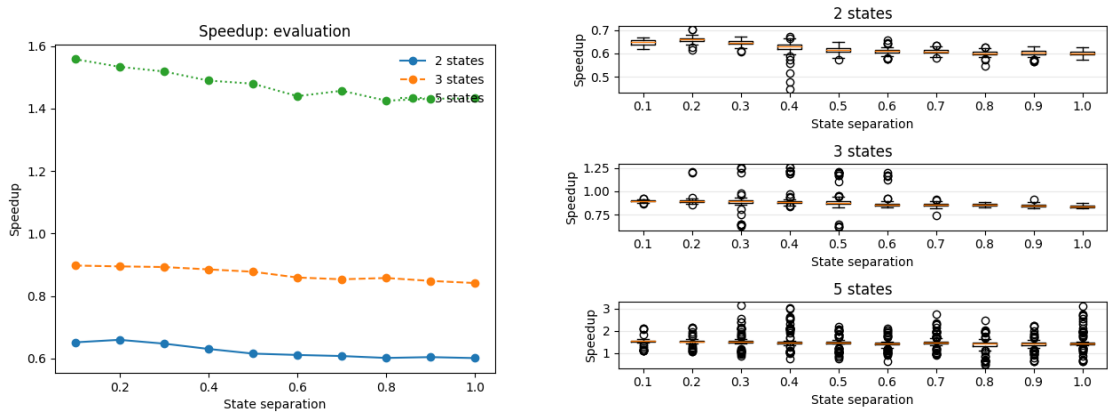 Speedup: evaluation
1.6
1.4
1.2
1.0
0.8
0.6
Speedup
2 states
3 states
5 states
0.2 0.4 0.6 0.8 1.0
State separation
2 states
0.7
0.6
0.5
Speedup
0.1 0.2 0.3 0.4 0.5 0.6 0.7 0.8 0.9 1.0
State separation
3 states
1.25
1.00
0.75
Speedup
0.1 0.2 0.3 0.4 0.5 0.6 0.7 0.8 0.9 1.0
State separation
5 states
3
2
1
Speedup
0.1 0.2 0.3 0.4 0.5 0.6 0.7 0.8 0.9 1.0
State separation